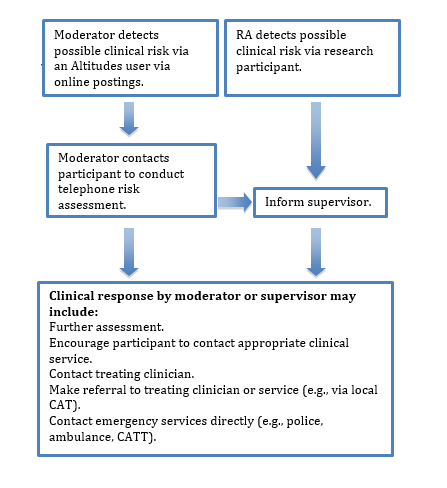 Moderator detects
possible clinical risk via
an Altitudes user via
online postings.
RA detects possible
clinical risk via research
participant.
Moderator contacts
participant to conduct
telephone risk
assessment.
Inform supervisor.
Clinical response by moderator or supervisor may
include:
Further assessment.
Encourage participant to contact appropriate clinical
service.
Contact treating clinician.
Make referral to treating clinician or service (e.g., via local
CAT).
Contact emergency services directly (e.g., police,
ambulance, CATT).